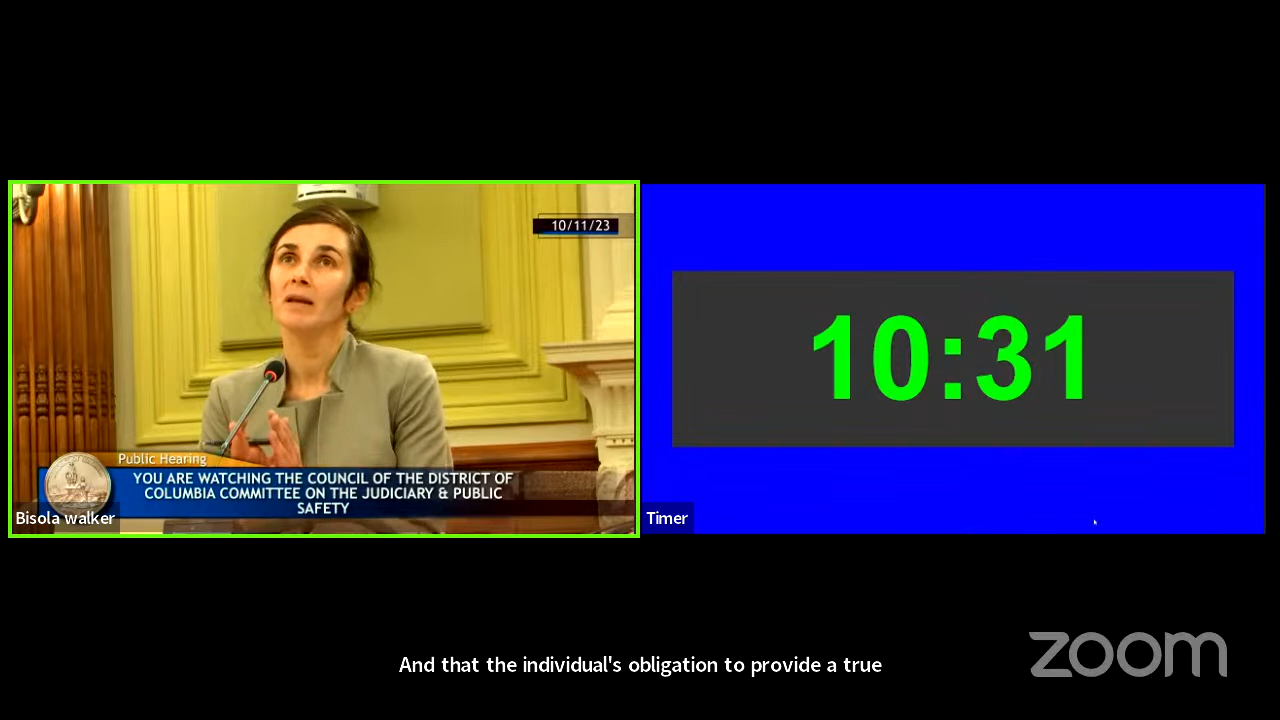 10/11/23
Public Hearing
YOU ARE WATCHING THE COUNCIL OF THE DISTRICT OF
COLUMBIA COMMITTEE ON THE JUDICIARY & PUBLIC
SAFETY
Bisola walker
10:31
Timer
And that the individual's obligation to provide a true
zoom